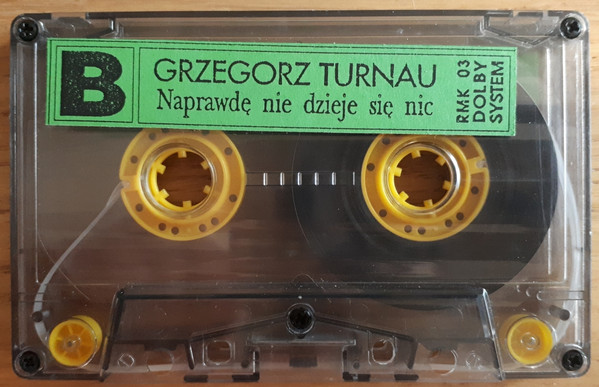 B
GRZEGORZ TURNAU
Naprawdę nie dzieje się nic
RMK 03
DOLBY
SYSTEM